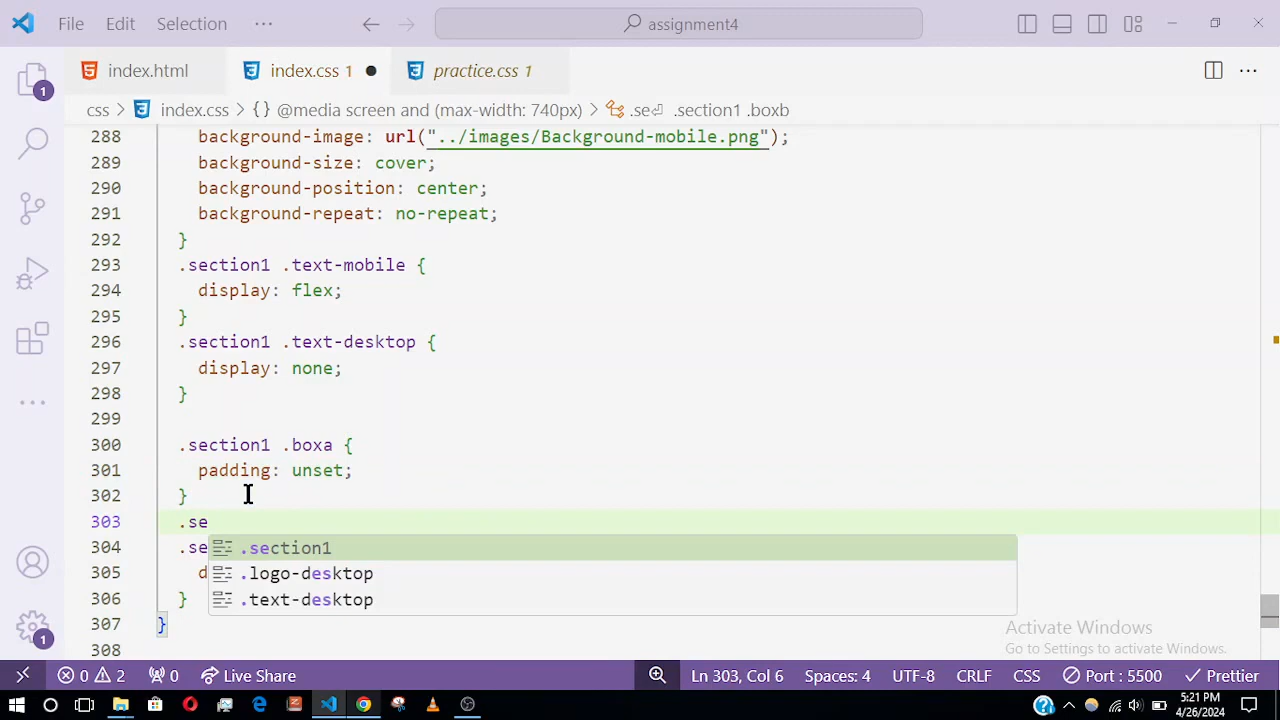 File Edit Selection ··· assignment4
index.html index.css 1 practice.css 1
css index.css {} @media screen and (max-width: 740px) .se⏎ .section1 .boxb
288 background-image: url("../images/Background-mobile.png");
289 background-size: cover;
290 background-position: center;
291 background-repeat: no-repeat;
292 }
293 .section1 .text-mobile {
294 display: flex;
295 }
296 .section1 .text-desktop {
297 display: none;
298 }
299
300 .section1 .boxa {
301 padding: unset;
302 }
303 .se
304 .se .section1
305 d .logo-desktop
306 } .text-desktop
307 }
308
Activate Windows
Go to Settings to activate Windows.
0 2 0 Live Share Ln 303, Col 6 Spaces: 4 UTF-8 CRLF CSS Port : 5500 Prettier
5:21 PM
4/26/2024
1
1